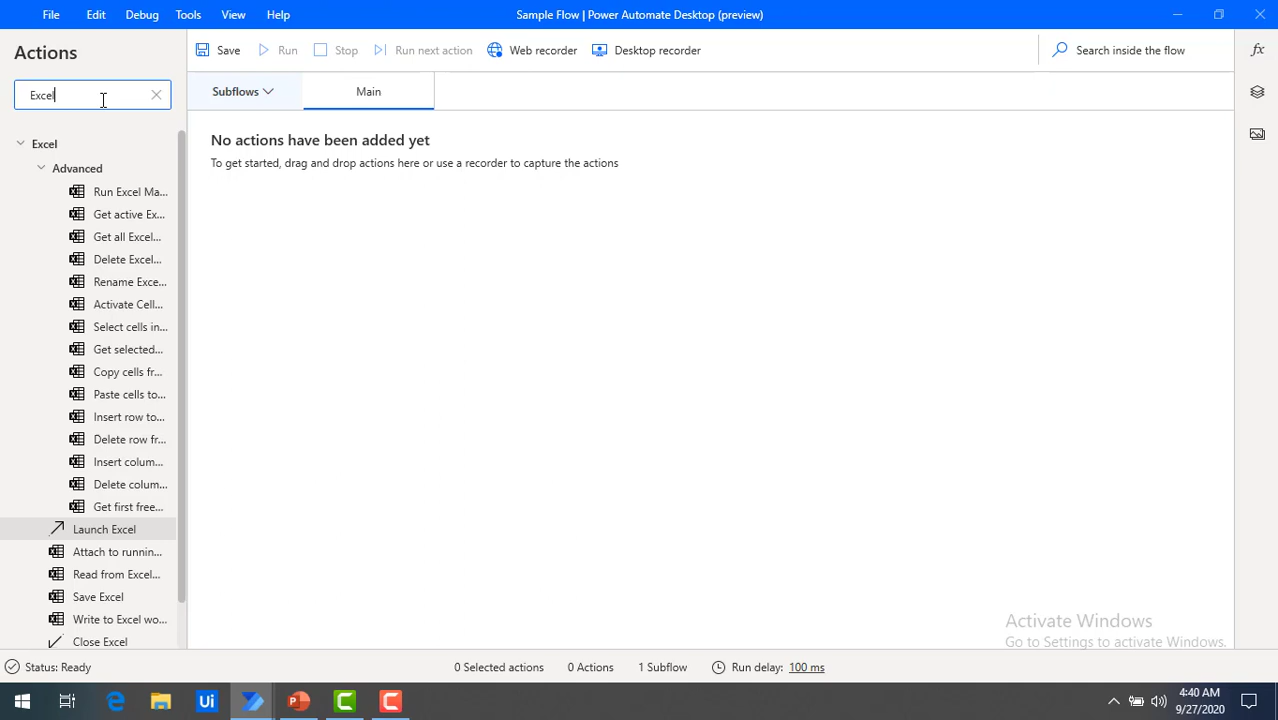 File Edit Debug Tools View Help Sample Flow | Power Automate Desktop (preview)
Actions
Save Run Stop Run next action Web recorder Desktop recorder Search inside the flow
Excel
Subflows Main
No actions have been added yet
To get started, drag and drop actions here or use a recorder to capture the actions
Excel
Advanced
Run Excel Ma...
Get active Ex...
Get all Excel...
Delete Excel...
Rename Exce...
Activate Cell...
Select cells in...
Get selected...
Copy cells fr...
Paste cells to...
Insert row to...
Delete row fr...
Insert colum...
Delete colum...
Get first free...
Launch Excel
Attach to runnin...
Read from Excel...
Save Excel
Write to Excel wo...
Close Excel
Activate Windows
Go to Settings to activate Windows.
Status: Ready 0 Selected actions 0 Actions 1 Subflow Run delay: 100 ms
Ui
4:40 AM
9/27/2020